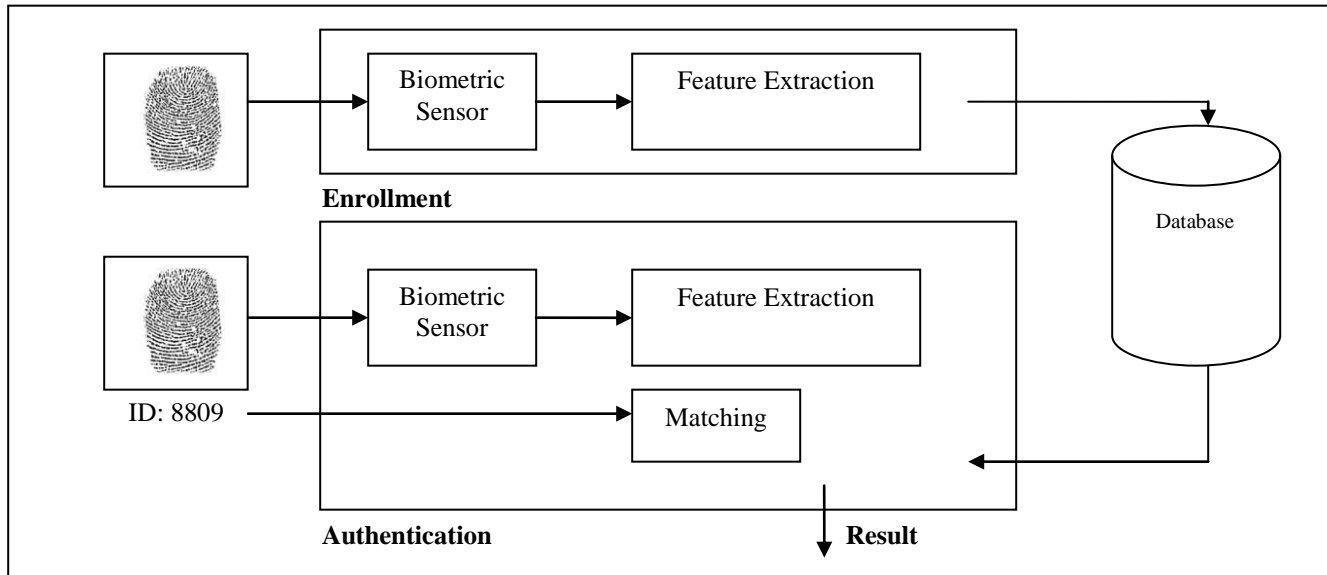 Biometric
Sensor
Feature Extraction
Enrollment
Database
Biometric
Sensor
Feature Extraction
ID: 8809
Matching
Authentication
Result